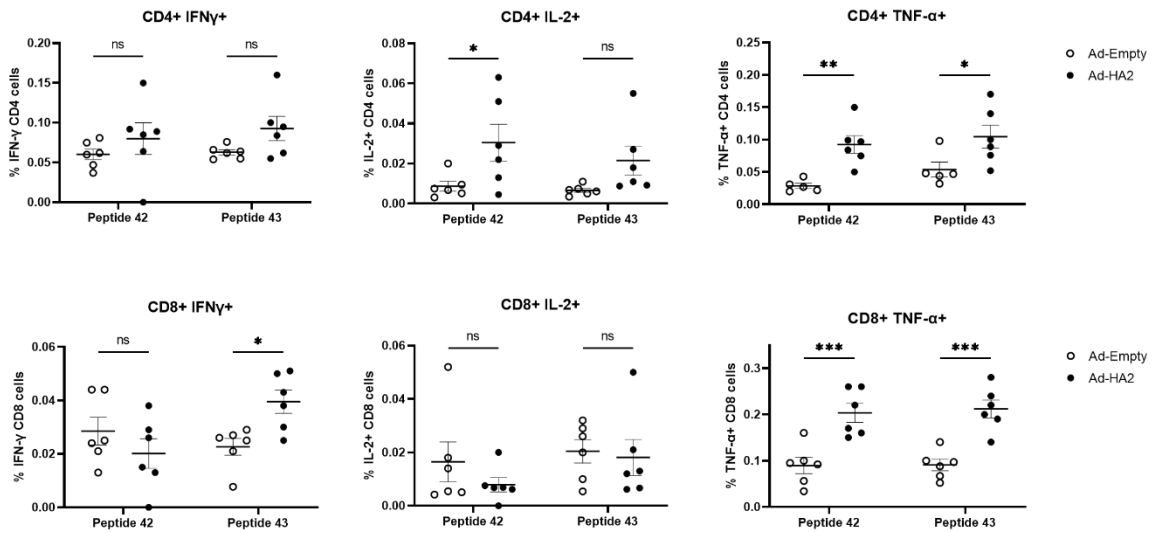 CD4+ IFNγ+
% IFN-γ CD4 cells
0.20
0.15
0.10
0.05
0.00
ns
ns
Peptide 42
Peptide 43
CD4+ IL-2+
% IL-2+ CD4 cells
0.08
0.06
0.04
0.02
0.00
*
ns
Peptide 42
Peptide 43
CD4+ TNF-α+
% TNF-α+ CD4 cells
0.25
0.20
0.15
0.10
0.05
0.00
**
*
Peptide 42
Peptide 43
Ad-Empty
Ad-HA2
CD8+ IFNγ+
% IFN-γ CD8 cells
0.06
0.04
0.02
0.00
ns
*
Peptide 42
Peptide 43
CD8+ IL-2+
% IL-2+ CD8 cells
0.06
0.04
0.02
0.00
ns
ns
Peptide 42
Peptide 43
CD8+ TNF-α+
% TNF-α+ CD8 cells
0.3
0.2
0.1
0.0
***
***
Peptide 42
Peptide 43
Ad-Empty
Ad-HA2